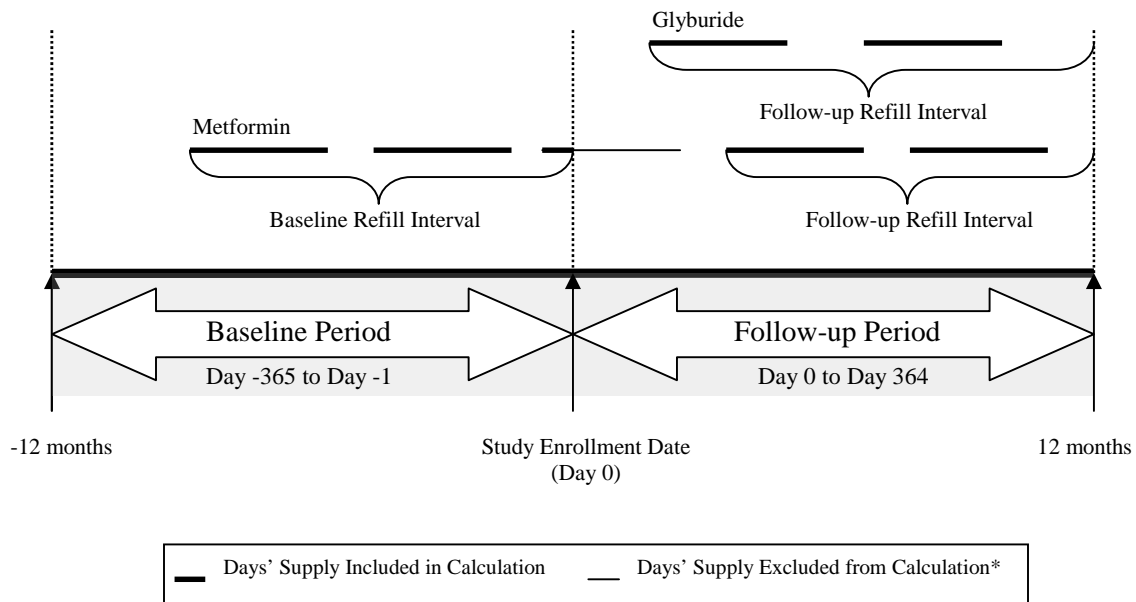 Glyburide
Follow-up Refill Interval
Metformin
Baseline Refill Interval
Follow-up Refill Interval
Baseline Period
Day -365 to Day -1
Follow-up Period
Day 0 to Day 364
-12 months
Study Enrollment Date
(Day 0)
12 months
Days’ Supply Included in Calculation
Days’ Supply Excluded from Calculation*